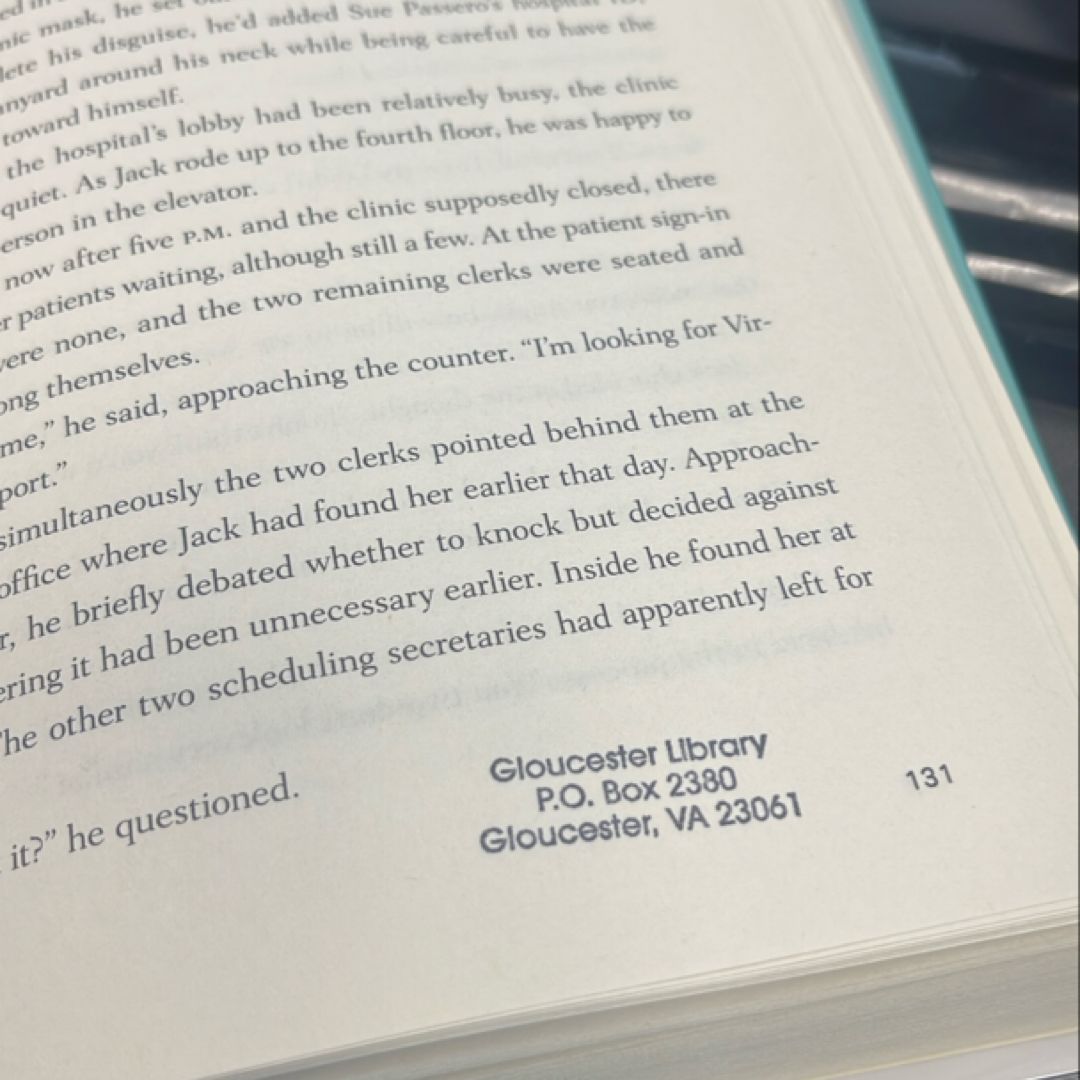 mask, he set
his disguise, he'd added Sue Passero's hospital
around his neck while being careful to have the
toward himself.
the hospital's lobby had been relatively busy, the clinic
quiet. As Jack rode up to the fourth floor, he was happy to
erson in the elevator.
now after five P.M. and the clinic supposedly closed, there
r patients waiting, although still a few. At the patient sign-in
vere none, and the two remaining clerks were seated and
ong themselves.
me," he said, approaching the counter. "I'm looking for Vir-
port."
simultaneously the two clerks pointed behind them at the
office where Jack had found her earlier that day. Approach-
r, he briefly debated whether to knock but decided against
ering it had been unnecessary earlier. Inside he found her at
The other two scheduling secretaries had apparently left for
it?" he questioned.
Gloucester Library
P.O. Box 2380
Gloucester, VA 23061
131